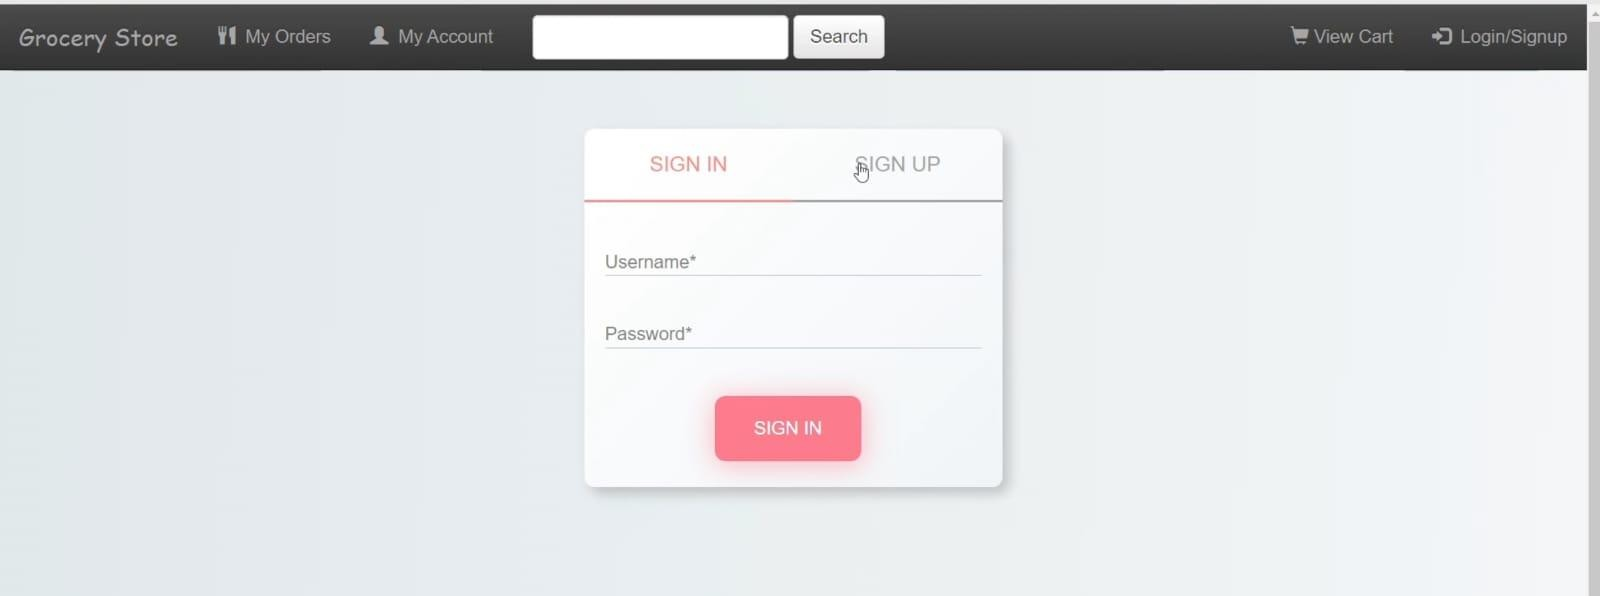 Grocery Store My Orders My Account Search View Cart Login/Signup
SIGN IN SIGN UP
Username*
Password*
SIGN IN